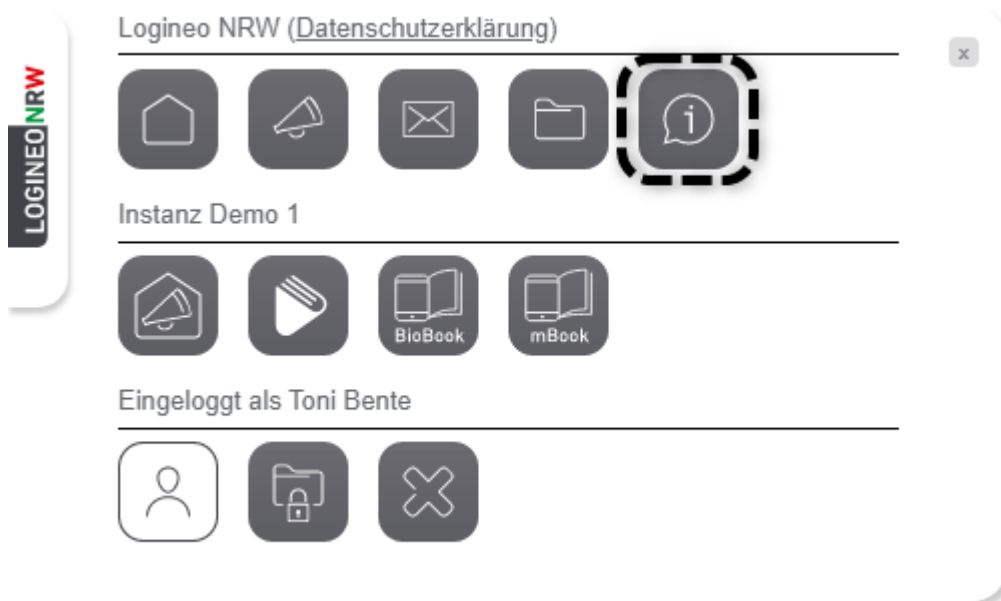 Logineo NRW (Datenschutzerklärung)
x
LOGINEONRW
i
Instanz Demo 1
BioBook
mBook
Eingeloggt als Toni Bente